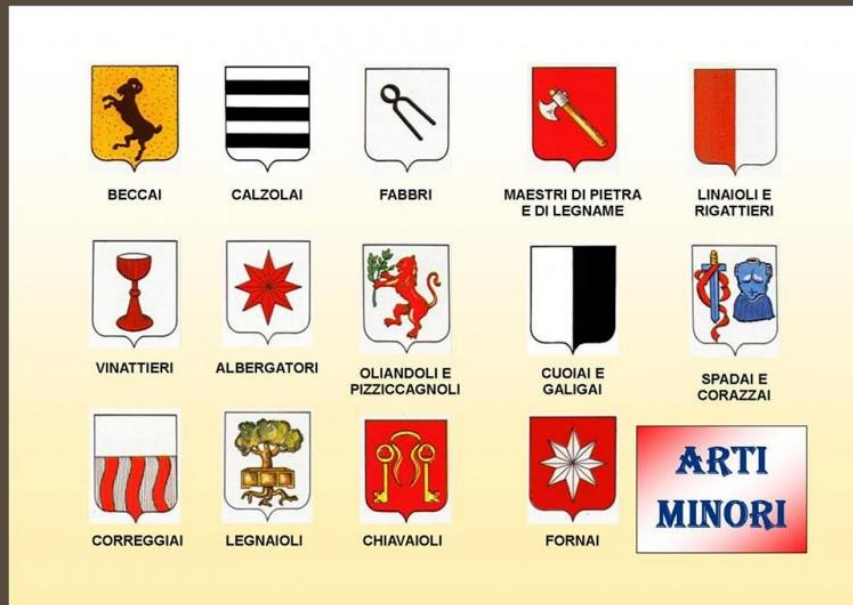 BECCAI
CALZOLAI
FABBRI
MAESTRI DI PIETRA
E DI LEGNAME
LINAIOLI E
RIGATTIERI
VINATTIERI
ALBERGATORI
OLIANDOLI E
PIZZICCAGNOLI
CUOIAI E
GALIGAI
SPADAI E
CORAZZAI
CORREGGIAI
LEGNAIOLI
CHIAVAIOLI
FORNAI
ARTI
MINORI